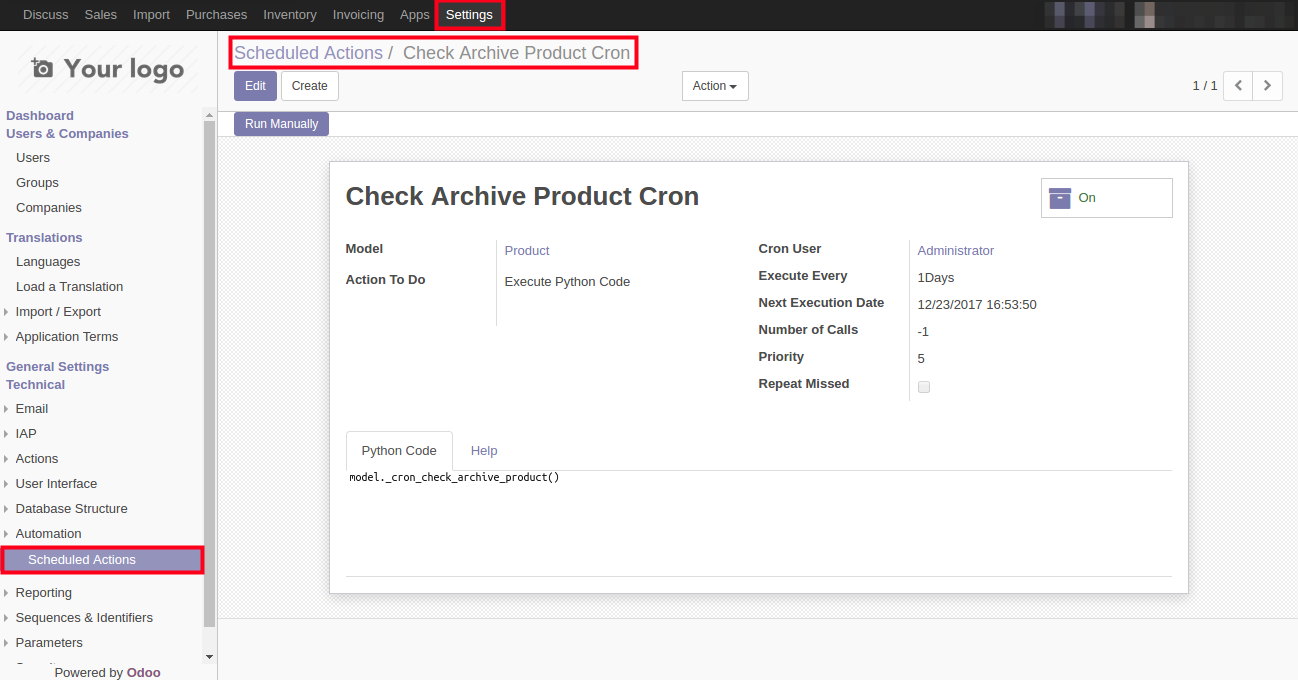 Discuss Sales Import Purchases Inventory Invoicing Apps Settings
Your logo
Dashboard
Users & Companies
Users
Groups
Companies
Translations
Languages
Load a Translation
Import / Export
Application Terms
General Settings
Technical
Email
IAP
Actions
User Interface
Database Structure
Automation
Scheduled Actions
Reporting
Sequences & Identifiers
Parameters
Powered by Odoo
Scheduled Actions / Check Archive Product Cron
Edit Create Action 1 / 1
Run Manually
Check Archive Product Cron
On
Model Product
Action To Do Execute Python Code
Cron User Administrator
Execute Every 1Days
Next Execution Date 12/23/2017 16:53:50
Number of Calls -1
Priority 5
Repeat Missed
Python Code Help
model._cron_check_archive_product()